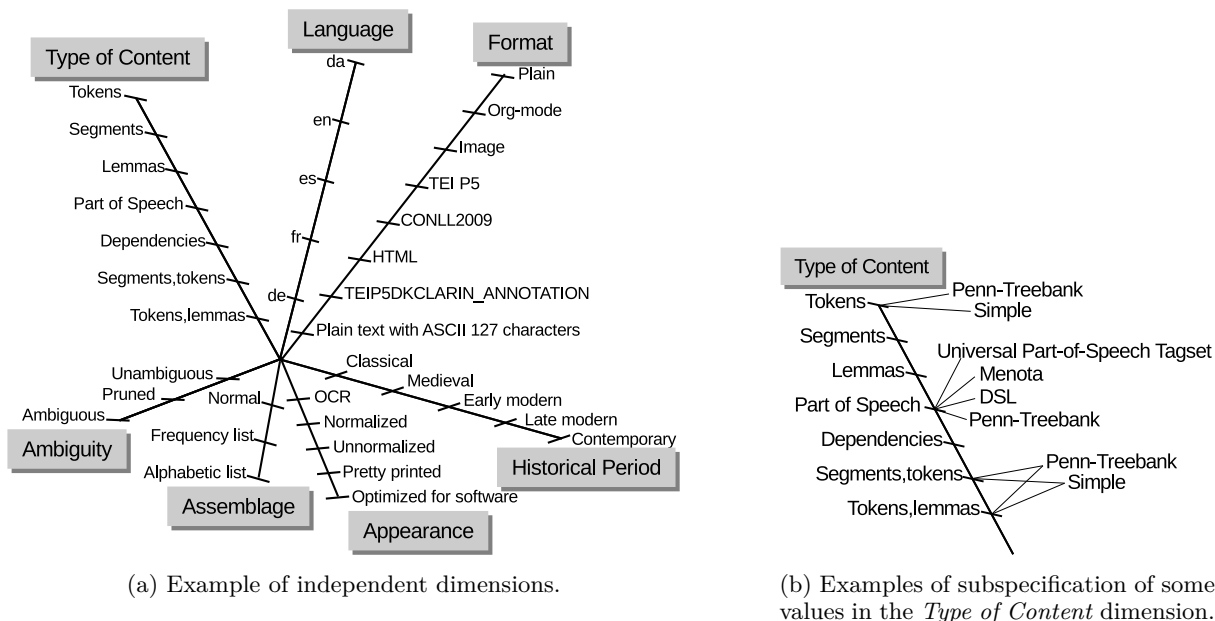 Language
Type of Content
Format
da
Plain
Tokens
en
Org-mode
Segments
Image
Lemmas
es
TEI P5
Part of Speech
CONLL2009
Dependencies
fr
HTML
Segments,tokens
de
TEIP5DKCLARIN_ANNOTATION
Tokens,lemmas
Plain text with ASCII 127 characters
Classical
Unambiguous
Medieval
Pruned
Normal
OCR
Early modern
Ambiguous
Normalized
Late modern
Ambiguity
Frequency list
Unnormalized
Contemporary
Alphabetic list
Pretty printed
Historical Period
Assemblage
Optimized for software
Appearance
(a) Example of independent dimensions.
Type of Content
Tokens
Penn-Treebank
Simple
Segments
Universal Part-of-Speech Tagset
Lemmas
Menota
DSL
Part of Speech
Penn-Treebank
Dependencies
Segments,tokens
Penn-Treebank
Simple
Tokens,lemmas
(b) Examples of subspecification of some
values in the Type of Content dimension.